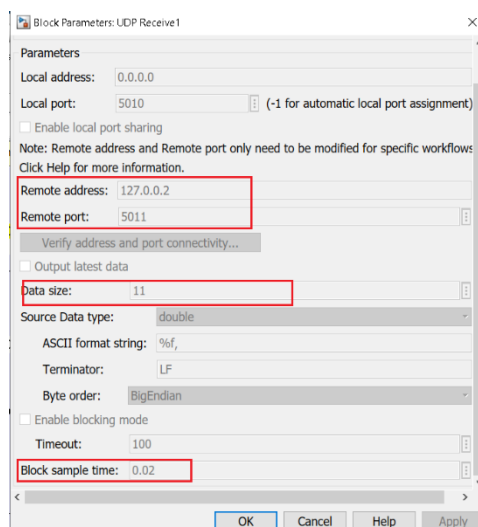 Block Parameters: UDP Receive1
Parameters
Local address: 0.0.0.0
Local port: 5010 (-1 for automatic local port assignment)
Enable local port sharing
Note: Remote address and Remote port only need to be modified for specific workflows
Click Help for more information.
Remote address: 127.0.0.2
Remote port: 5011
Verify address and port connectivity...
Output latest data
Data size: 11
Source Data type: double
ASCII format string: %f,
Terminator: LF
Byte order: BigEndian
Enable blocking mode
Timeout: 100
Block sample time: 0.02
OK Cancel Help Apply